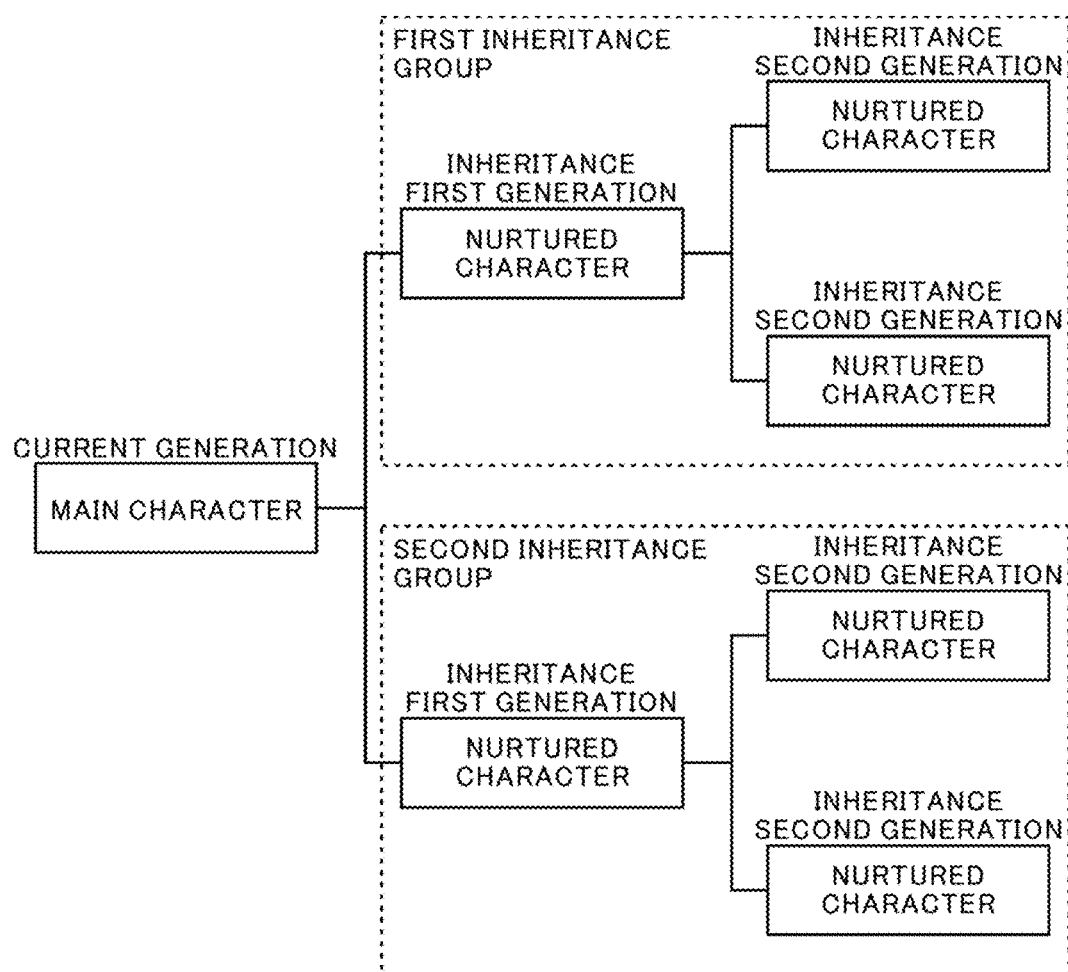 FIRST INHERITANCE
GROUP
INHERITANCE
SECOND GENERATION
NURTURED
CHARACTER
INHERITANCE
FIRST GENERATION
NURTURED
CHARACTER
INHERITANCE
SECOND GENERATION
NURTURED
CHARACTER
CURRENT GENERATION
MAIN CHARACTER
SECOND INHERITANCE
GROUP
INHERITANCE
SECOND GENERATION
NURTURED
CHARACTER
INHERITANCE
FIRST GENERATION
NURTURED
CHARACTER
INHERITANCE
SECOND GENERATION
NURTURED
CHARACTER